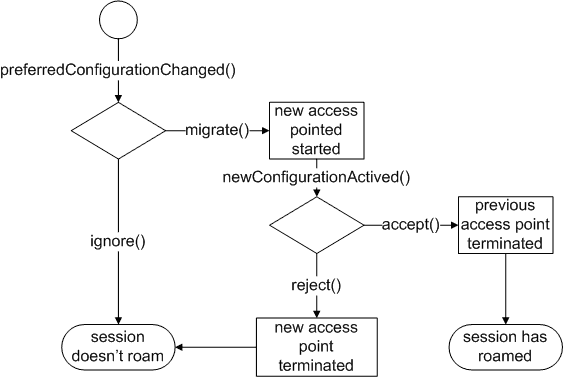 preferredConfigurationChanged()
migrate()
new access
pointed
started
newConfigurationActived()
ignore()
accept()
previous
access point
terminated
reject()
session
doesn't roam
new access
point
terminated
session has
roamed